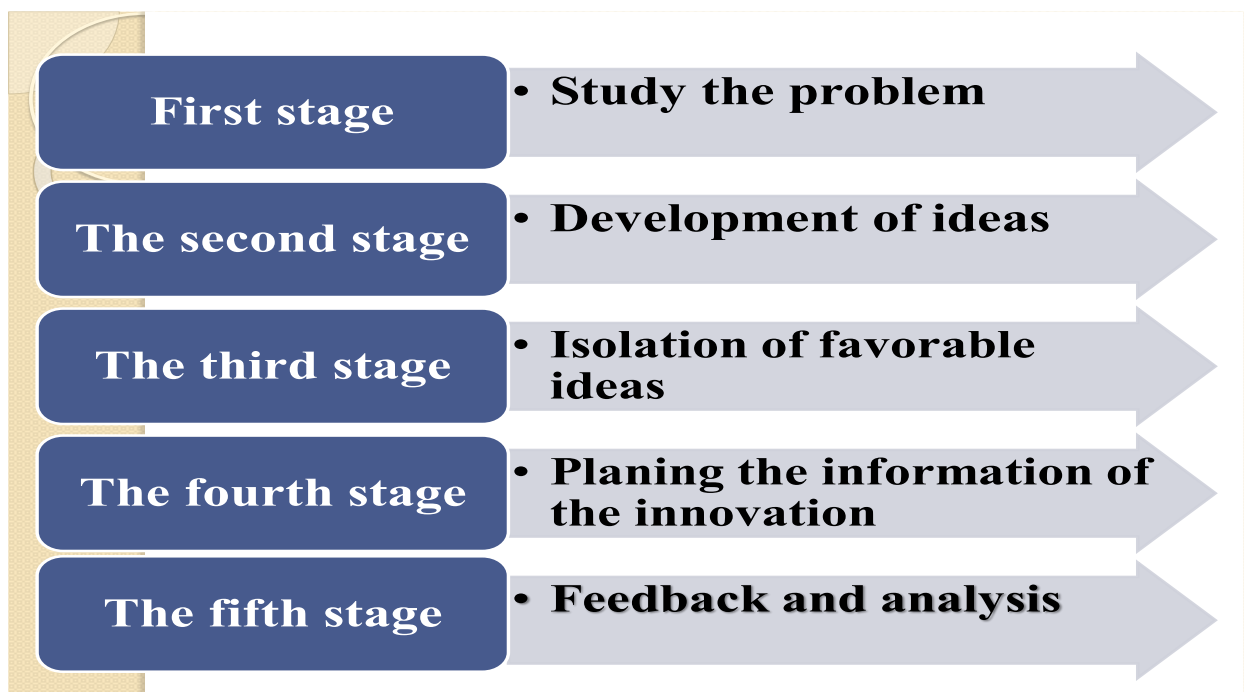 First stage
• Study the problem
The second stage
• Development of ideas
The third stage
• Isolation of favorable
ideas
The fourth stage
• Planing the information of
the innovation
The fifth stage
• Feedback and analysis